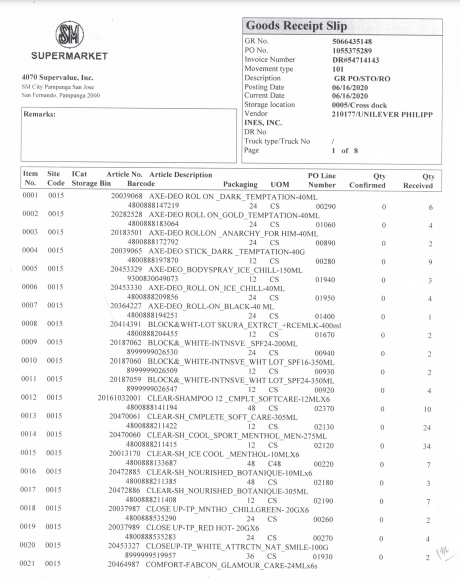 SM
SUPERMARKET
4070 Supervalue, Inc.
SM City Pampanga San Jose
San Fernando, Pampanga 2000
Remarks:
Goods Receipt Slip
GR No. 5066435148
PO No. 1055375289
Invoice Number DR#54714143
Movement type 101
Description GR PO/STO/RO
Posting Date 06/16/2020
Current Date 06/16/2020
Storage location 0005/Cross dock
Vendor 210177/UNILEVER PHILIPP
INES, INC.
DR No
Truck type/Truck No /
Page 1 of 8
Item Site ICat Article No. Article Description PO Line Qty Qty
No. Code Storage Bin Barcode Packaging UOM Number Confirmed Received
0001 0015 20039068 AXE-DEO ROL ON _DARK_TEMPTATION-40ML
4800888147219 24 CS 00290 0 6
0002 0015 20282528 AXE-DEO ROLL ON_GOLD_TEMPTATION-40ML
4800888183064 24 CS 01060 0 4
0003 0015 20183501 AXE-DEO ROLLON _ANARCHY_FOR HIM-40ML
4800888172792 24 CS 00890 0 2
0004 0015 20039065 AXE-DEO STICK_DARK _TEMPTATION-40G
4800888197870 12 CS 00280 0 9
0005 0015 20453329 AXE-DEO_BODYSPRAY_ICE_CHILL-150ML
9300830049073 12 CS 01940 0 3
0006 0015 20453330 AXE-DEO_ROLL ON_ICE_CHILL-40ML
4800888209856 24 CS 01950 0 4
0007 0015 20364227 AXE-DEO_ROLL-ON_BLACK-40 ML
4800888194251 24 CS 01400 0 1
0008 0015 20414391 BLOCK&WHT-LOT SKURA_EXTRCT_+RCEMLK-400ml
4800888204455 12 CS 01670 0 2
0009 0015 20187062 BLOCK&_WHITE-INTNSVE _SPF24-200ML
8999999026530 24 CS 00940 0 2
0010 0015 20187060 BLOCK&_WHITE-INTNSVE_WHT LOT_SPF16-350ML
8999999026509 12 CS 00930 0 2
0011 0015 20187059 BLOCK&_WHITE-INTNSVE_WHT LOT_SPF24-350ML
8999999026547 12 CS 00920 0 4
0012 0015 20161032001 CLEAR-SHAMPOO 12 _CMPLT_SOFTCARE-12MLX6
4800888141194 48 CS 02370 0 10
0013 0015 20470061 CLEAR-SH_CMPLETE_SOFT_CARE-305ML
4800888211422 12 CS 02130 0 24
0014 0015 20470060 CLEAR-SH_COOL_SPORT_MENTHOL_MEN-275ML
4800888211415 12 CS 02120 0 34
0015 0015 20013170 CLEAR-SH_ICE COOL _MENTHOL-10MLX6
4800888133687 48 C48 00220 0 7
0016 0015 20472885 CLEAR-SH_NOURISHED_BOTANIQUE-10MLx6
4800888211385 48 CS 02180 0 3
0017 0015 20472886 CLEAR-SH_NOURISHED_BOTANIQUE-305ML
4800888211408 12 CS 02190 0 7
0018 0015 20037987 CLOSE UP-TP_MNTHO_CHILLGREEN- 20GX6
4800888535290 24 CS 00260 0 2
0019 0015 20037989 CLOSE UP-TP_RED HOT- 20GX6
4800888535283 24 CS 00270 0 4
0020 0015 20453327 CLOSEUP-TP_WHITE_ATTRCTN_NAT_SMILE-100G
8999999519957 36 CS 01930 0 2
0021 0015 20464987 COMFORT-FABCON_GLAMOUR_CARE-24MLx6s